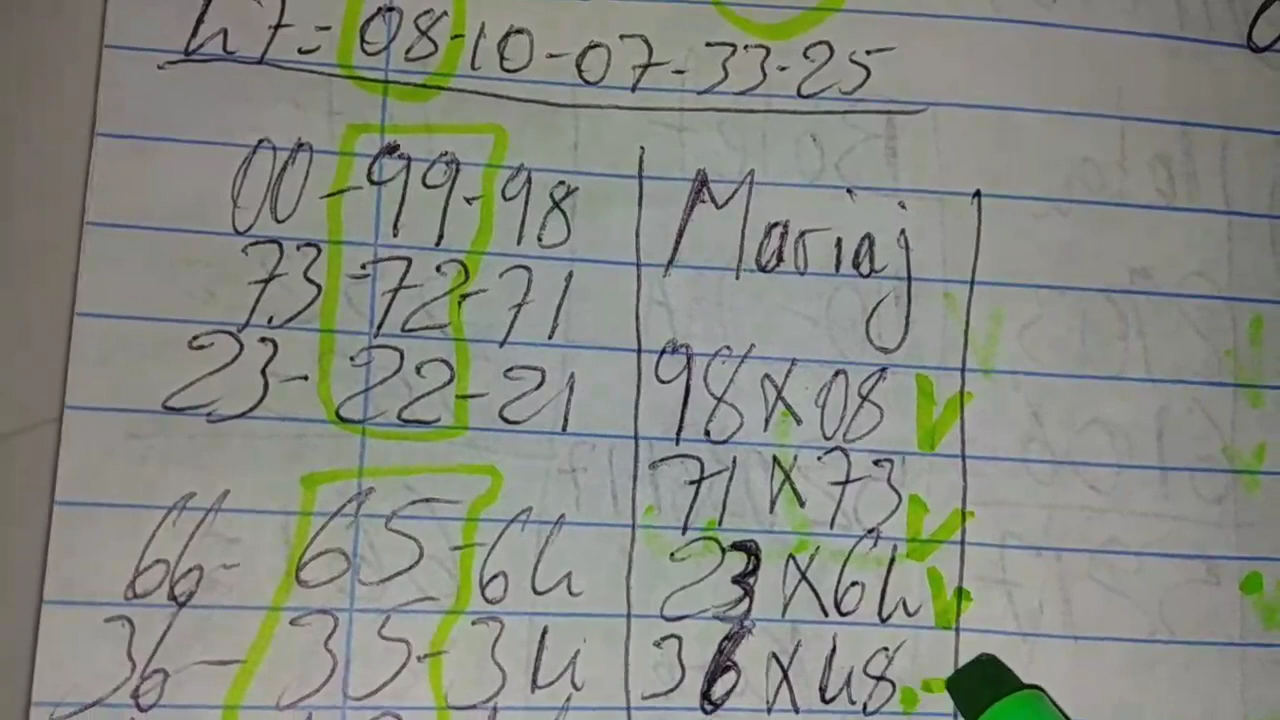 47=08-10-07-33-25
00-99-98
73-72-71
23-22-21
66-65-64
36-35-34
Mariaj
98X08
71X73
23X64
36X48